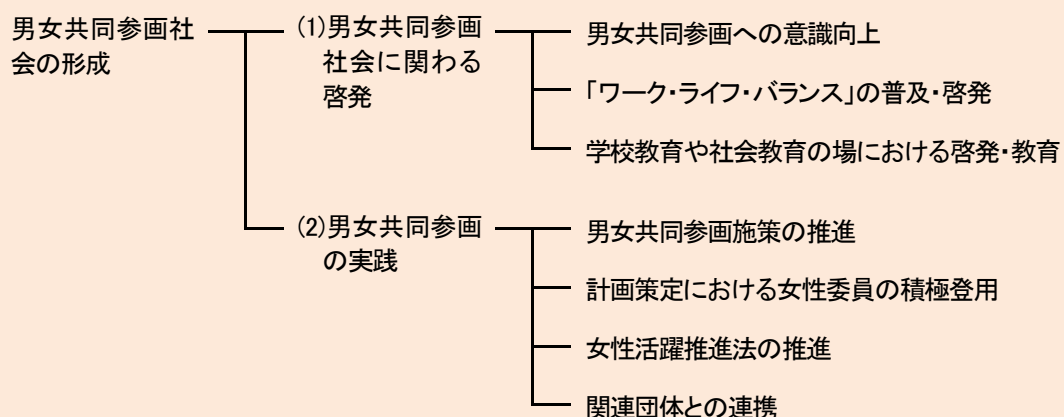 男女共同参画社
会の形成
(1)男女共同参画
社会に関わる
啓発
男女共同参画への意識向上
「ワーク・ライフ・バランス」の普及・啓発
学校教育や社会教育の場における啓発・教育
(2)男女共同参画
の実践
男女共同参画施策の推進
計画策定における女性委員の積極登用
女性活躍推進法の推進
関連団体との連携